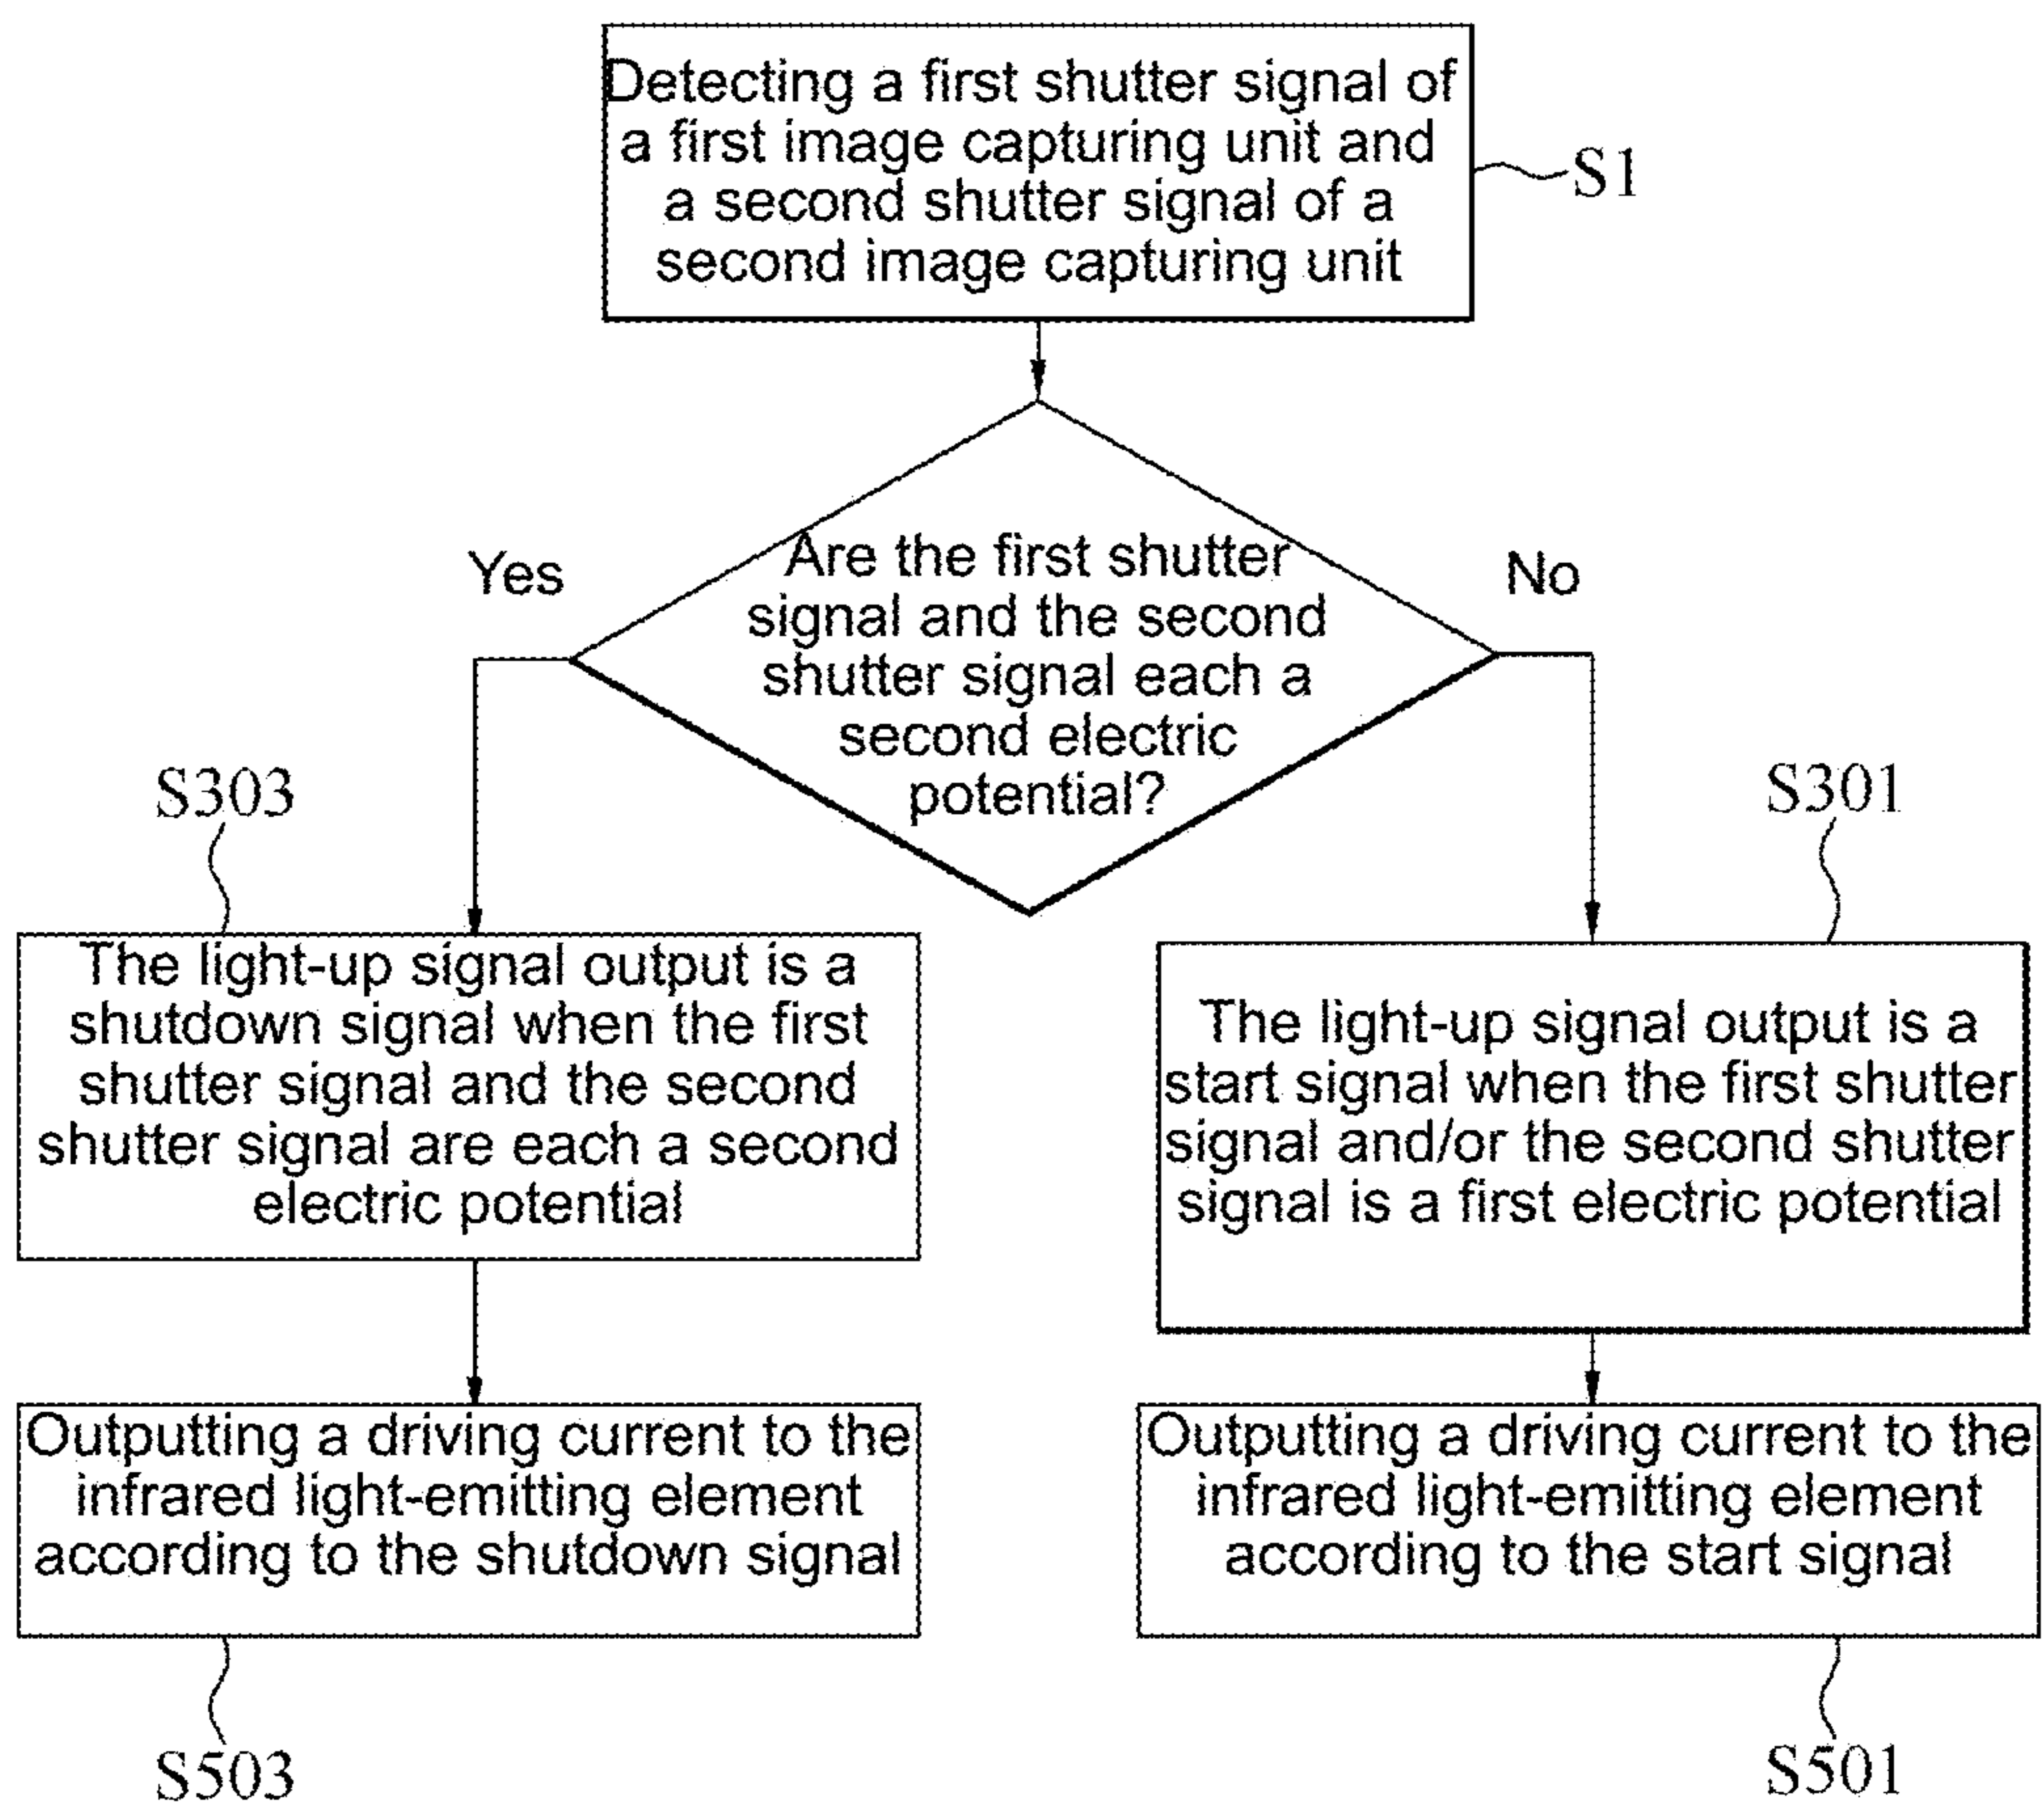 Detecting a first shutter signal of
a first image capturing unit and
a second shutter signal of a
second image capturing unit
S1
Are the first shutter
signal and the second
shutter signal each a
second electric
potential?
Yes
No
S303
S301
The light-up signal output is a
shutdown signal when the first
shutter signal and the second
shutter signal are each a second
electric potential
The light-up signal output is a
start signal when the first shutter
signal and/or the second shutter
signal is a first electric potential
Outputting a driving current to the
infrared light-emitting element
according to the shutdown signal
Outputting a driving current to the
infrared light-emitting element
according to the start signal
S503
S501